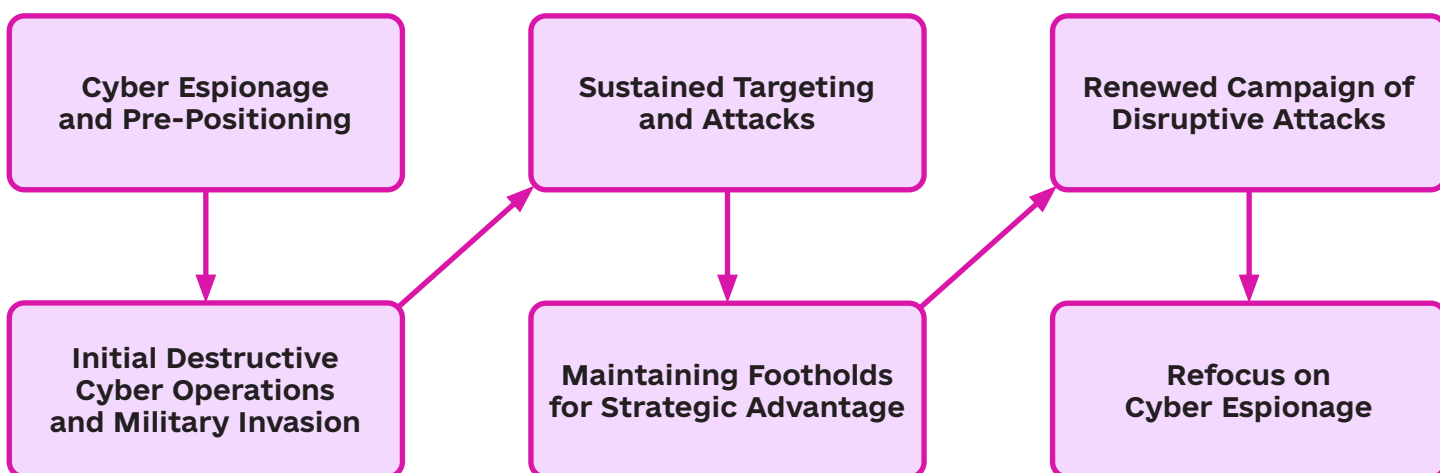 Cyber Espionage
and Pre-Positioning
Initial Destructive
Cyber Operations
and Military Invasion
Sustained Targeting
and Attacks
Maintaining Footholds
for Strategic Advantage
Renewed Campaign of
Disruptive Attacks
Refocus on
Cyber Espionage